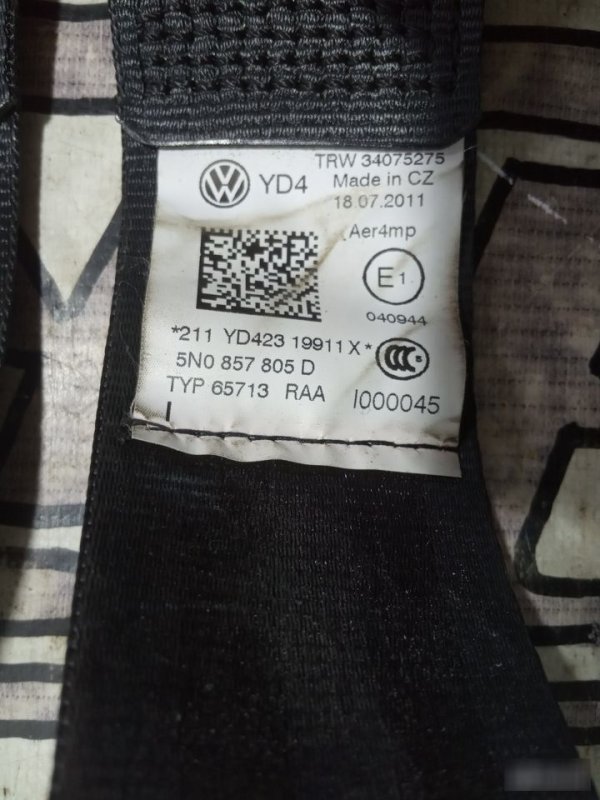 TRW 34075275
YD4
Made in CZ
18.07.2011
Aer4mp
E1
040944
*211 YD423 19911 X*
5N0 857 805 D
TYP 65713 RAA
I000045
I